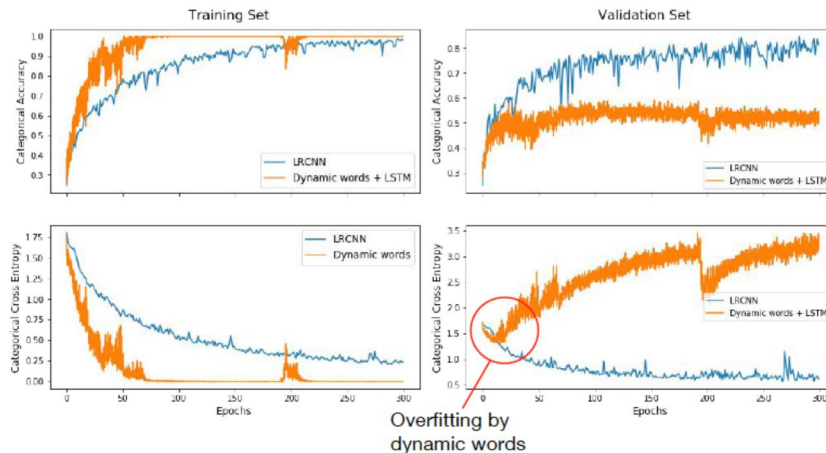 Training Set
Validation Set
Categorical Accuracy
1.0
0.9
0.8
0.7
0.6
0.5
0.4
0.3
LRCNN
Dynamic words + LSTM
Categorical Accuracy
0.8
0.7
0.6
0.5
0.4
0.3
LRCNN
Dynamic words + LSTM
Categorical Cross Entropy
1.75
1.50
1.25
1.00
0.75
0.50
0.25
0.00
LRCNN
Dynamic words
0 50 100 150 200 250 300
Epochs
Categorical Cross Entropy
3.5
3.0
2.5
2.0
1.5
1.0
0.5
LRCNN
Dynamic words + LSTM
0 50 100 150 200 250 300
Epochs
Overfitting by
dynamic words